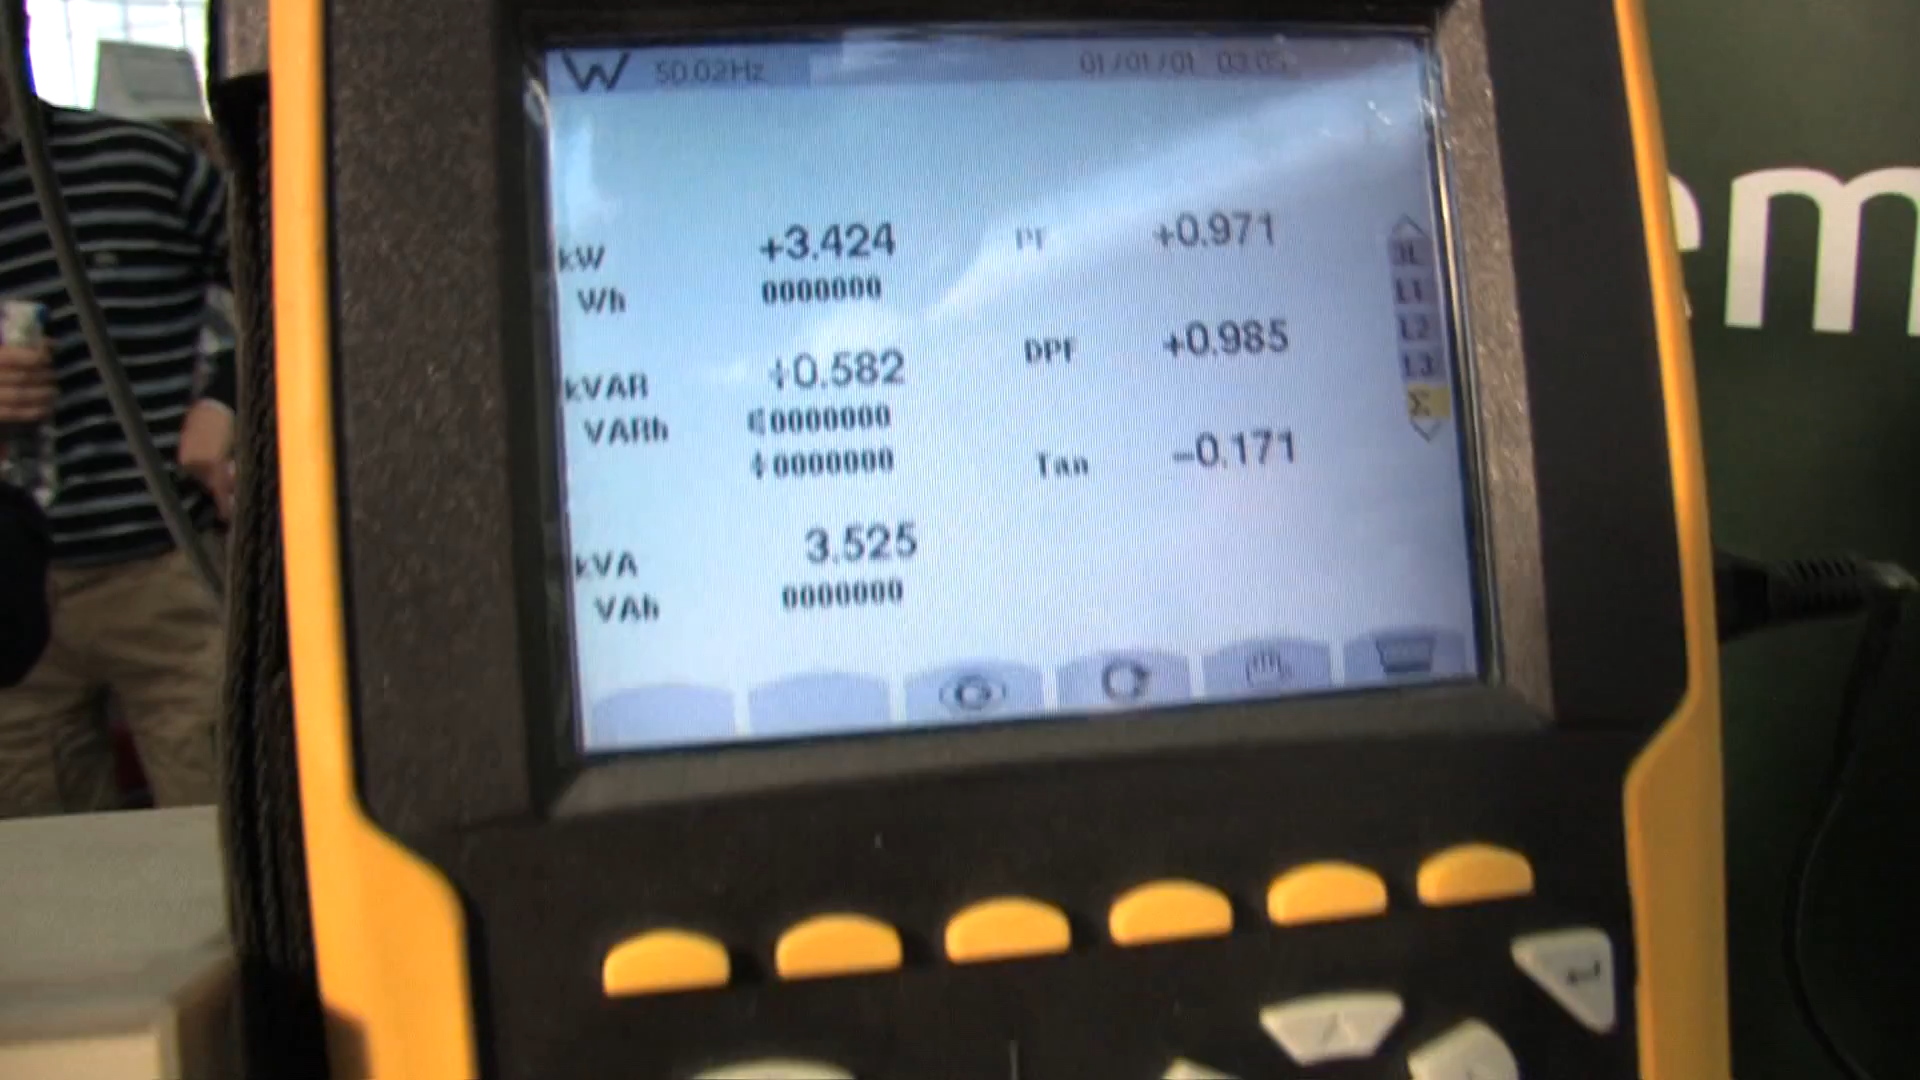 W 50.02Hz 01/01/01 03:05
kW +3.424 PF +0.971
Wh 0000000
kVAR +0.582 DPF +0.985
VARh 0000000
0000000 Tan -0.171
kVA 3.525
VAh 0000000
3L
L1
L2
L3
Σ
em